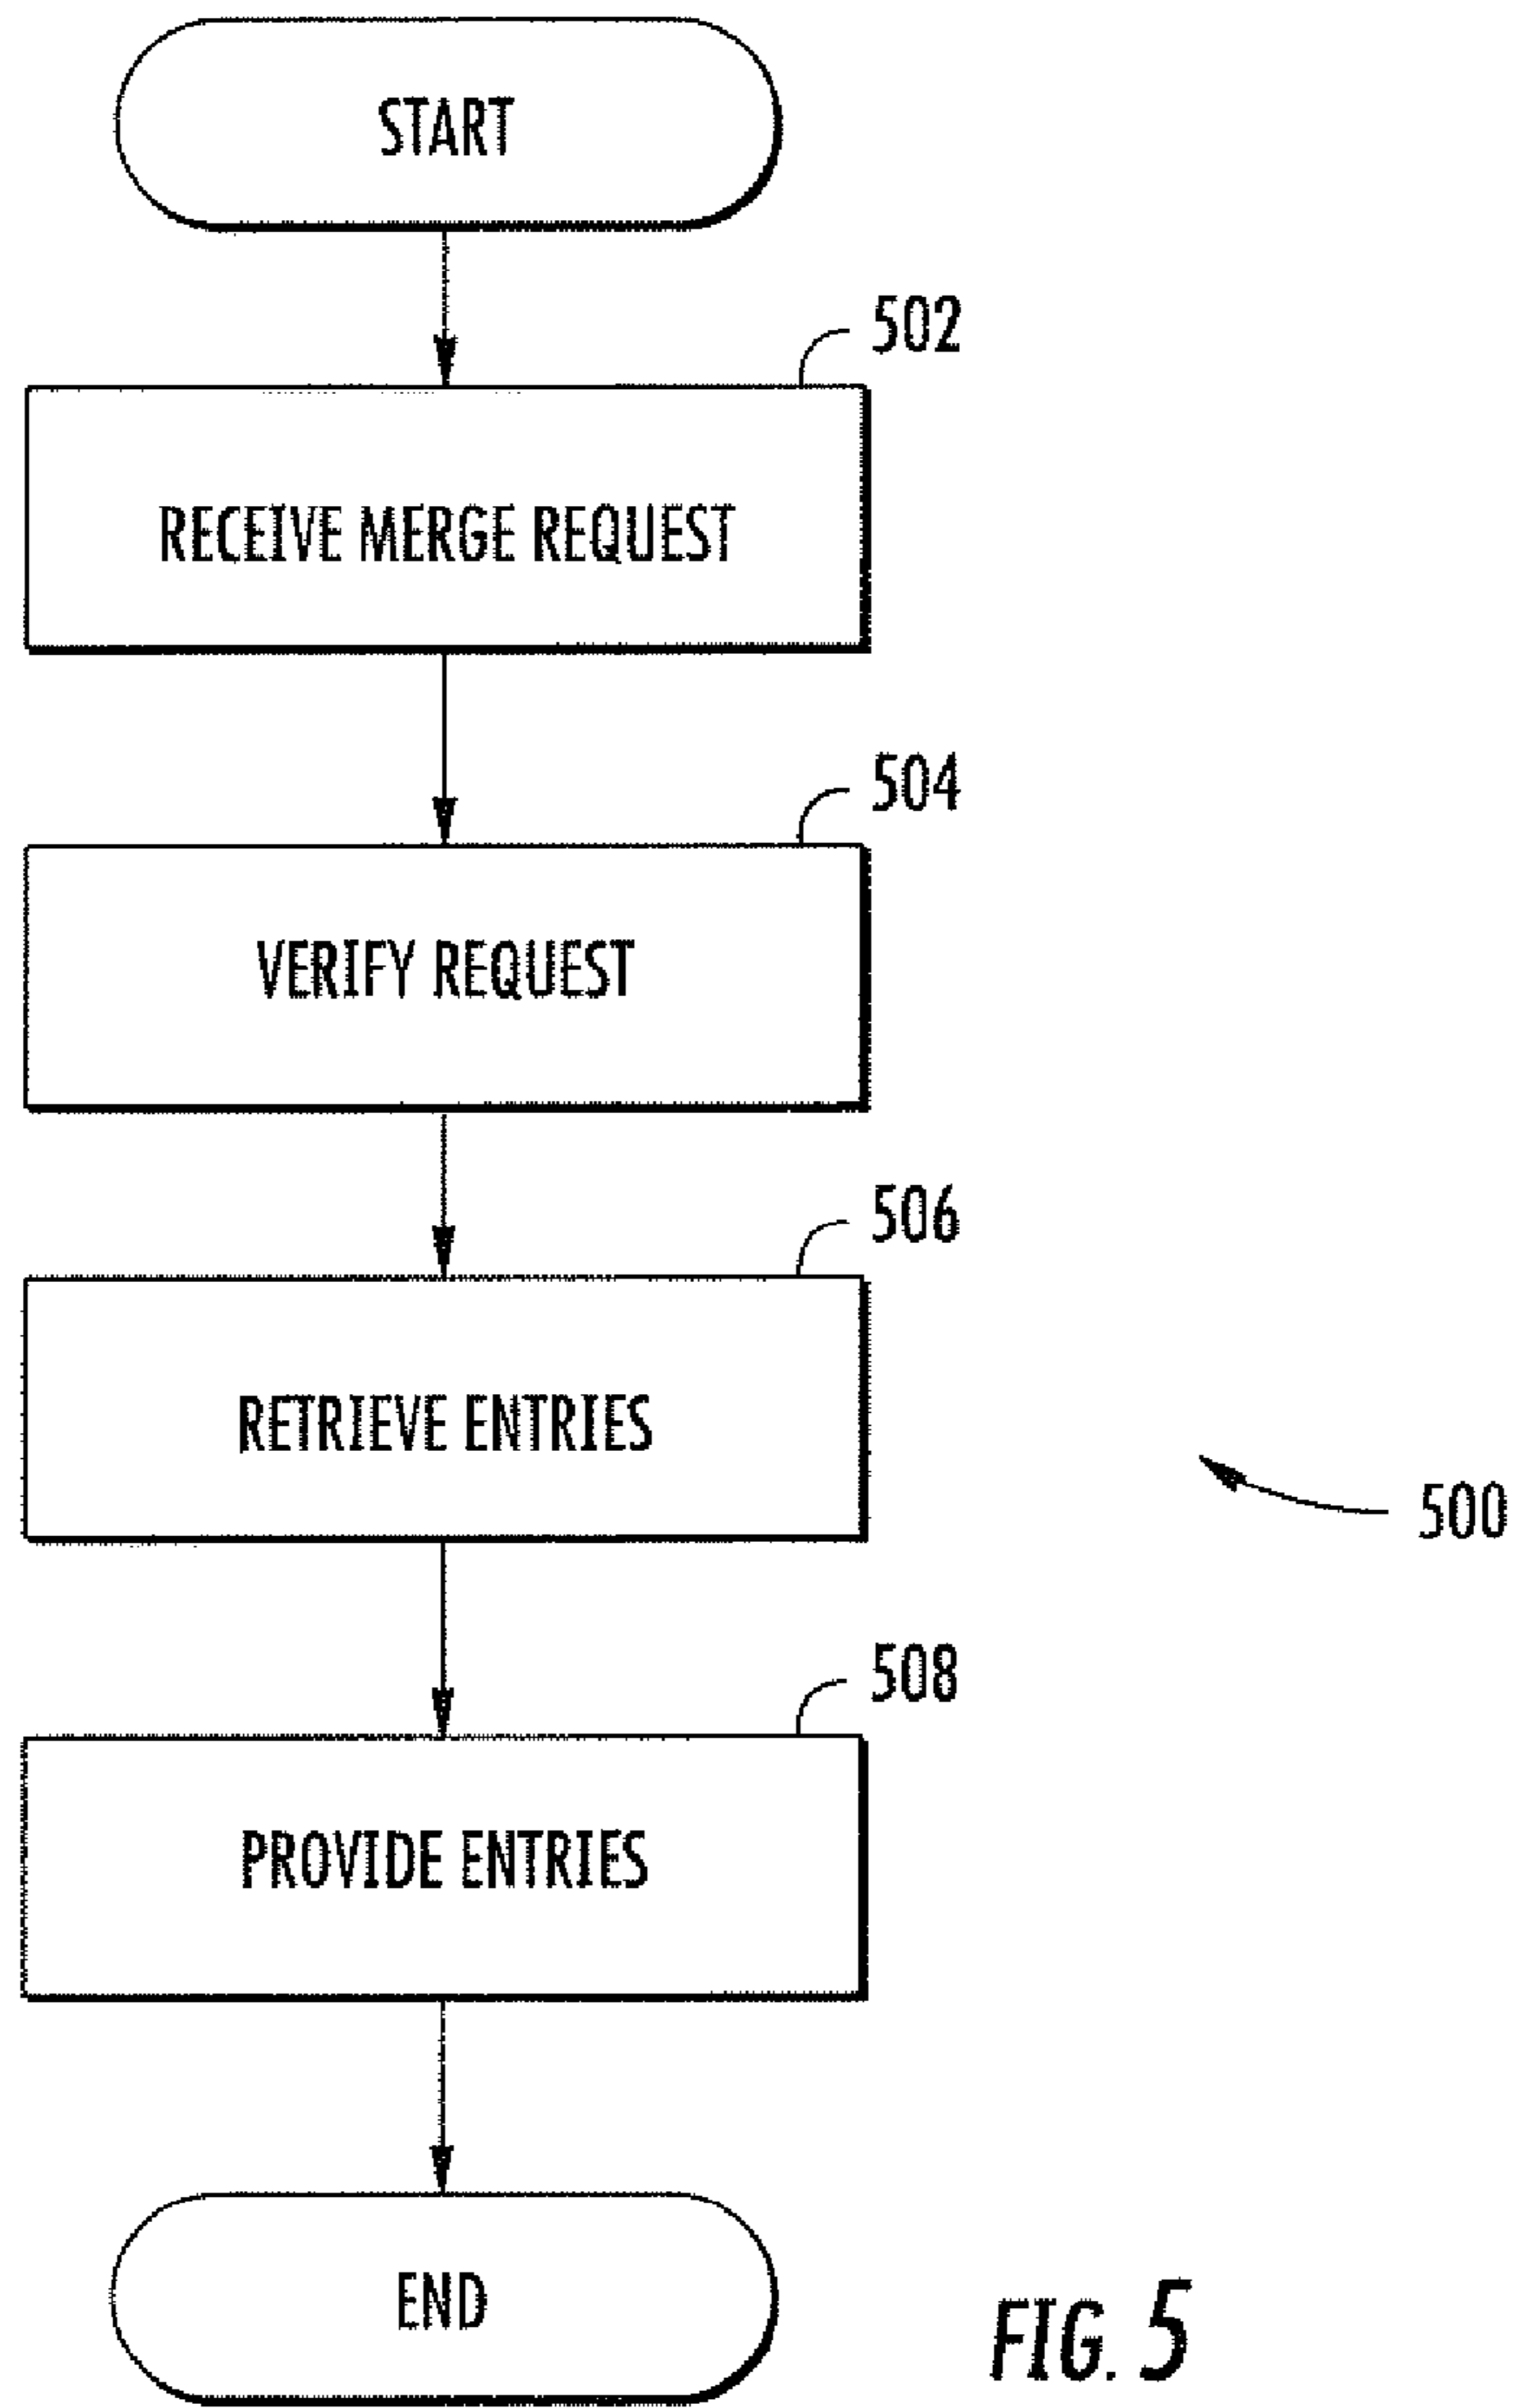 START
502
RECEIVE MERGE REQUEST
504
VERIFY REQUEST
506
RETRIEVE ENTRIES
500
508
PROVIDE ENTRIES
END
FIG. 5